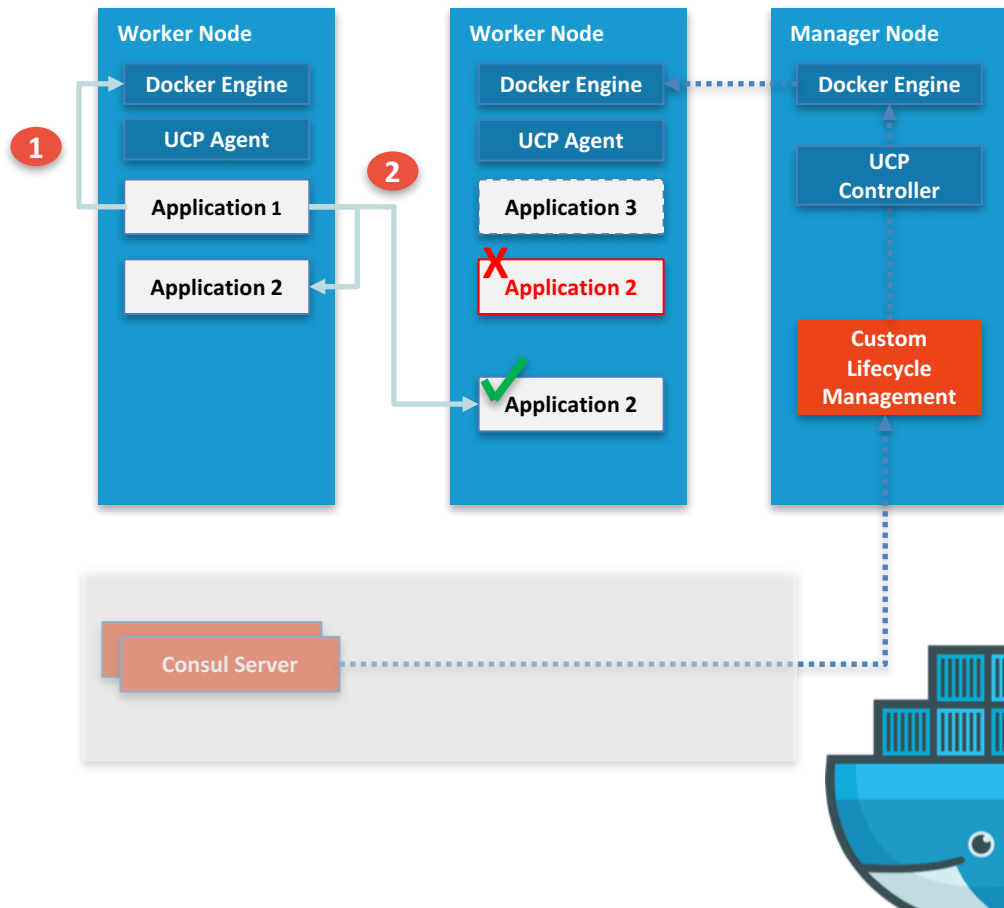 Worker Node
Docker Engine
UCP Agent
Application 1
Application 2
1
2
Worker Node
Docker Engine
UCP Agent
Application 3
X
Application 2
Application 2
Manager Node
Docker Engine
UCP
Controller
Custom
Lifecycle
Management
Consul Server